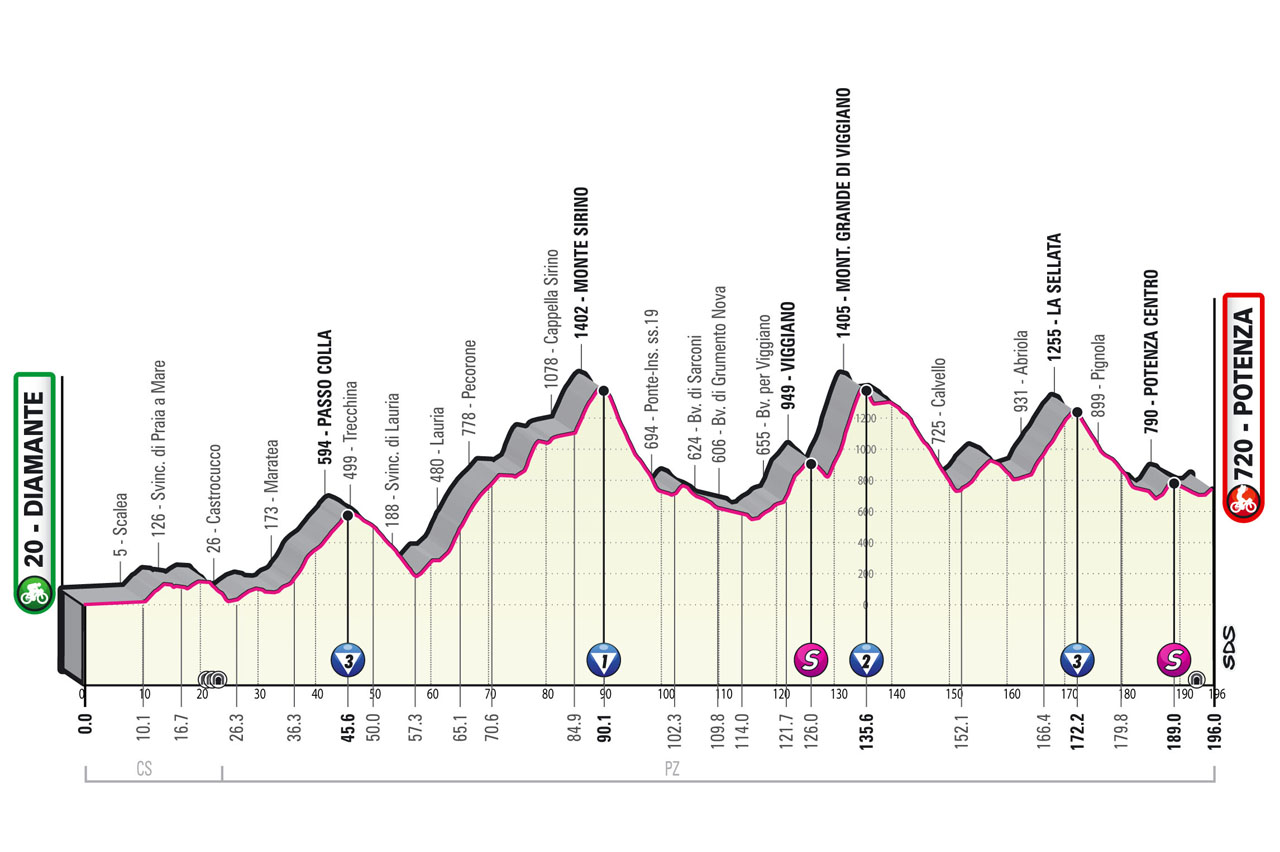 20 - DIAMANTE
5 - Scalea
126 - Svinc. di Praia a Mare
26 - Castrocucco
173 - Maratea
594 - PASSO COLLA
499 - Trecchina
188 - Svinc. di Lauria
480 - Lauria
778 - Pecorone
1078 - Cappella Sirino
1402 - MONTE SIRINO
694 - Ponte-Ins. ss.19
624 - Bv. di Sarconi
606 - Bv. di Grumento Nova
655 - Bv. per Viggiano
949 - VIGGIANO
1405 - MONT. GRANDE DI VIGGIANO
725 - Calvello
931 - Abriola
1255 - LA SELLATA
899 - Pignola
790 - POTENZA CENTRO
720 - POTENZA
1200
1000
800
600
400
200
0
3
1
S
2
3
S
SDS
0 10 20 30 40 50 60 70 80 90 100 110 120 130 140 150 160 170 180 190 196
0.0
10.1
16.7
26.3
36.3
45.6
50.0
57.3
65.1
70.6
84.9
90.1
102.3
109.8
114.0
121.7
126.0
135.6
152.1
166.4
172.2
179.8
189.0
196.0
CS
PZ